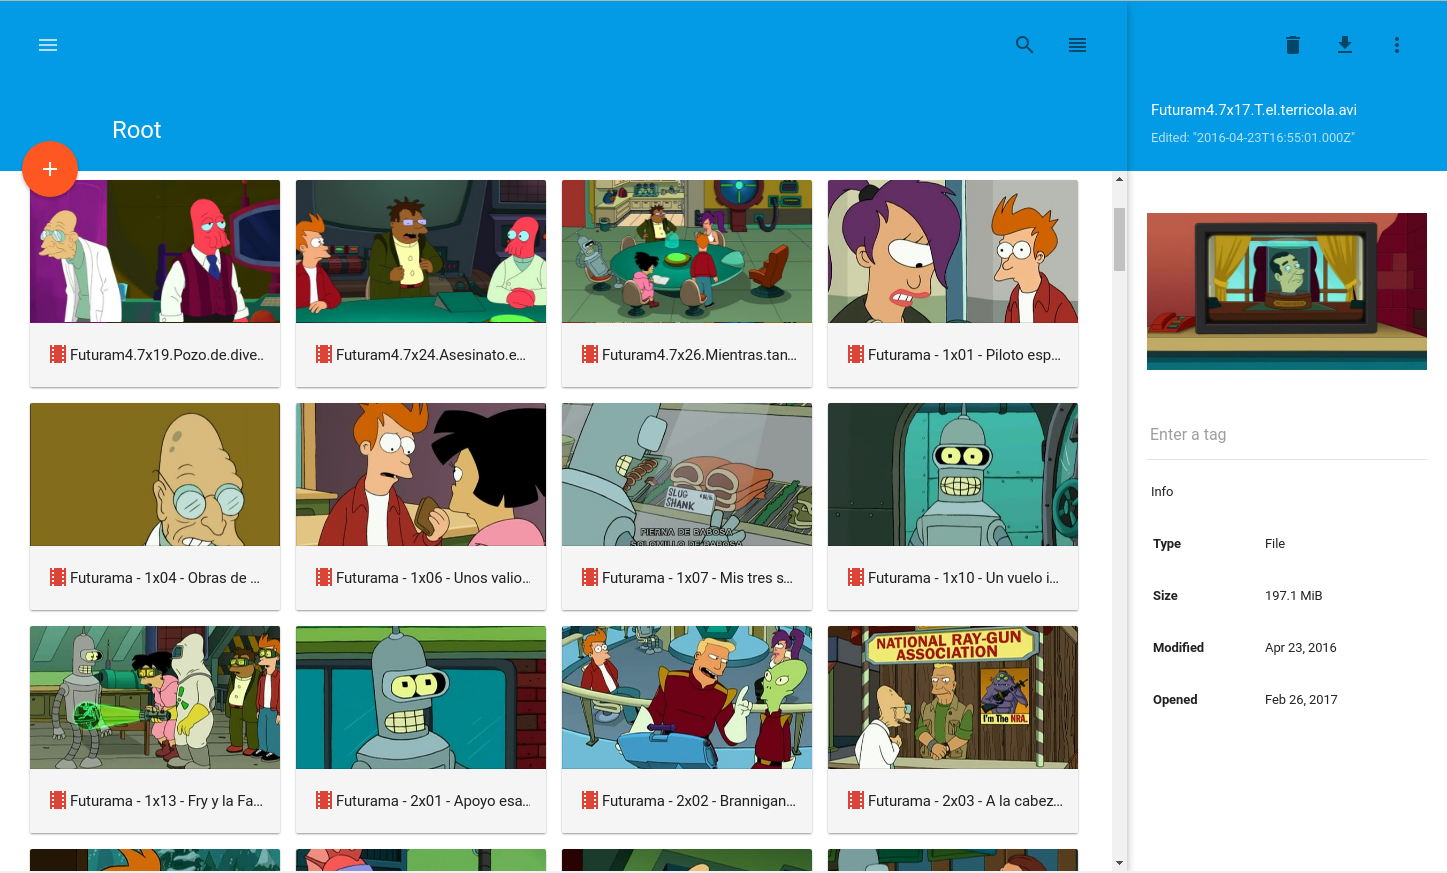 Root
Futuram4.7x17.T.el.terricola.avi
Edited: "2016-04-23T16:55:01.000Z"
Futuram4.7x19.Pozo.de.dive..
Futuram4.7x24.Asesinato.e...
Futuram4.7x26.Mientras.tan...
Futurama - 1x01 - Piloto esp...
SLUG
SHANK
PIERNA DE BABOSA
SOLOMILLO DE BABOSA
Futurama - 1x04 - Obras de ...
Futurama - 1x06 - Unos valio..
Futurama - 1x07 - Mis tres s...
Futurama - 1x10 - Un vuelo i...
NATIONAL RAY-GUN
ASSOCIATION
I'm The NRA.
Futurama - 1x13 - Fry y la Fa...
Futurama - 2x01 - Apoyo esa..
Futurama - 2x02 - Brannigan...
Futurama - 2x03 - A la cabez...
Enter a tag
Info
Type File
Size 197.1 MiB
Modified Apr 23, 2016
Opened Feb 26, 2017